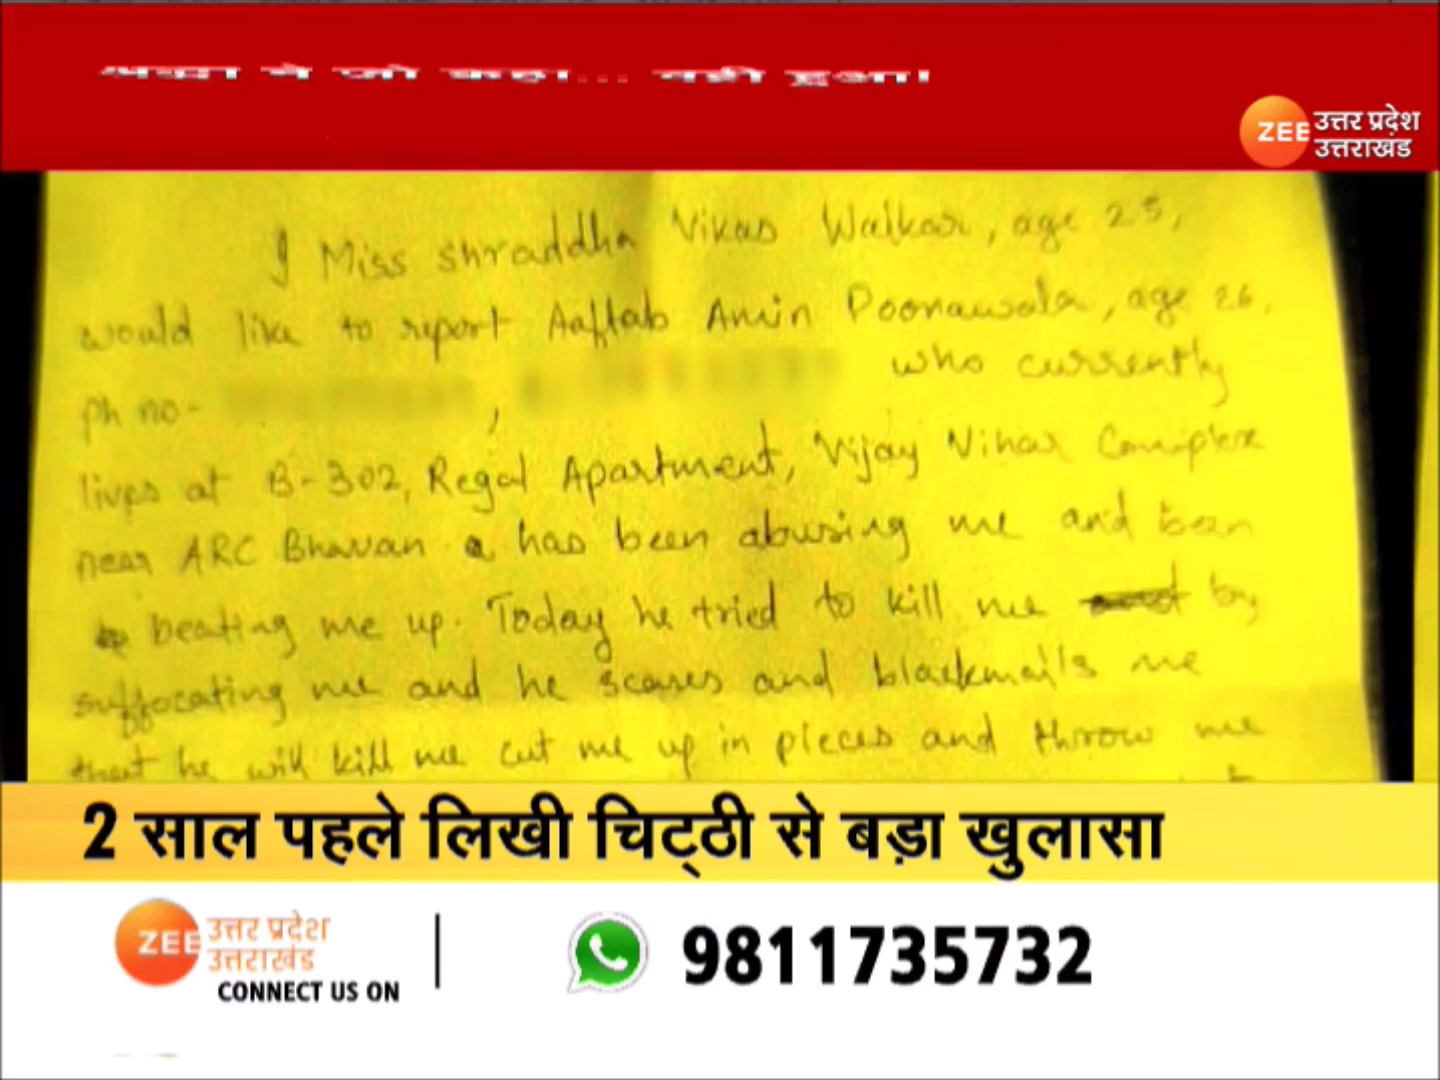 श्रद्धा ने जो कहा... वही हुआ!
ZEE उत्तर प्रदेश
उत्तराखंड
I Miss Shraddha Vikas Walkar, age 25,
would like to report Aaftab Amin Poonawala, age 26,
ph no- , who currently
lives at B-302, Regal Apartment, Vijay Vihar Complex
near ARC Bhavan has been abusing me and been
beating me up. Today he tried to kill me by
suffocating me and he scares and blackmails me
that he will kill me cut me up in pieces and throw me
2 साल पहले लिखी चिट्ठी से बड़ा खुलासा
ZEE उत्तर प्रदेश
उत्तराखंड
CONNECT US ON
9811735732